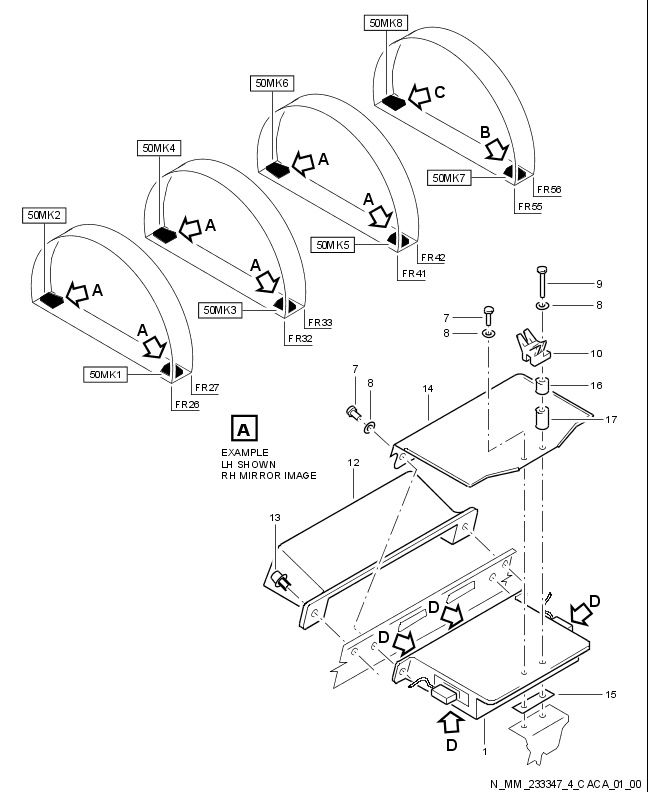 50MK8
C
50MK6
B
A
50MK7
FR56
FR55
50MK4
A
A
50MK5
FR42
FR41
50MK2
A
A
50MK3
FR33
FR32
A
50MK1
FR27
FR26
9
8
7
8
10
16
17
7
8
14
A
EXAMPLE
LH SHOWN
RH MIRROR IMAGE
12
13
D
D
D
D
15
1
N_MM_233347_4_CACA_01_00